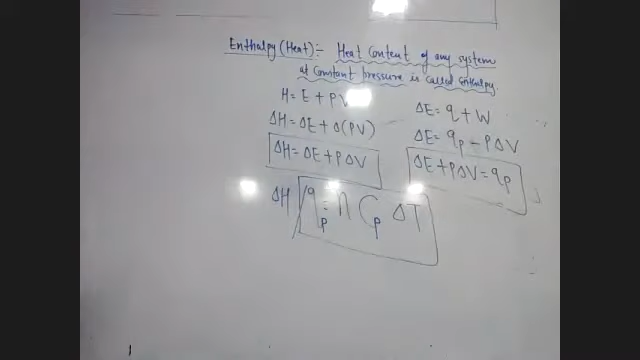 Enthalpy (Heat) :- Heat Content of any system
at Constant pressure is called Enthalpy.
H = E + PV
ΔH = ΔE + Δ(PV)
ΔH = ΔE + PΔV
ΔE = q + W
ΔE = qp - PΔV
ΔE + PΔV = qp
ΔH qp = n Cp ΔT